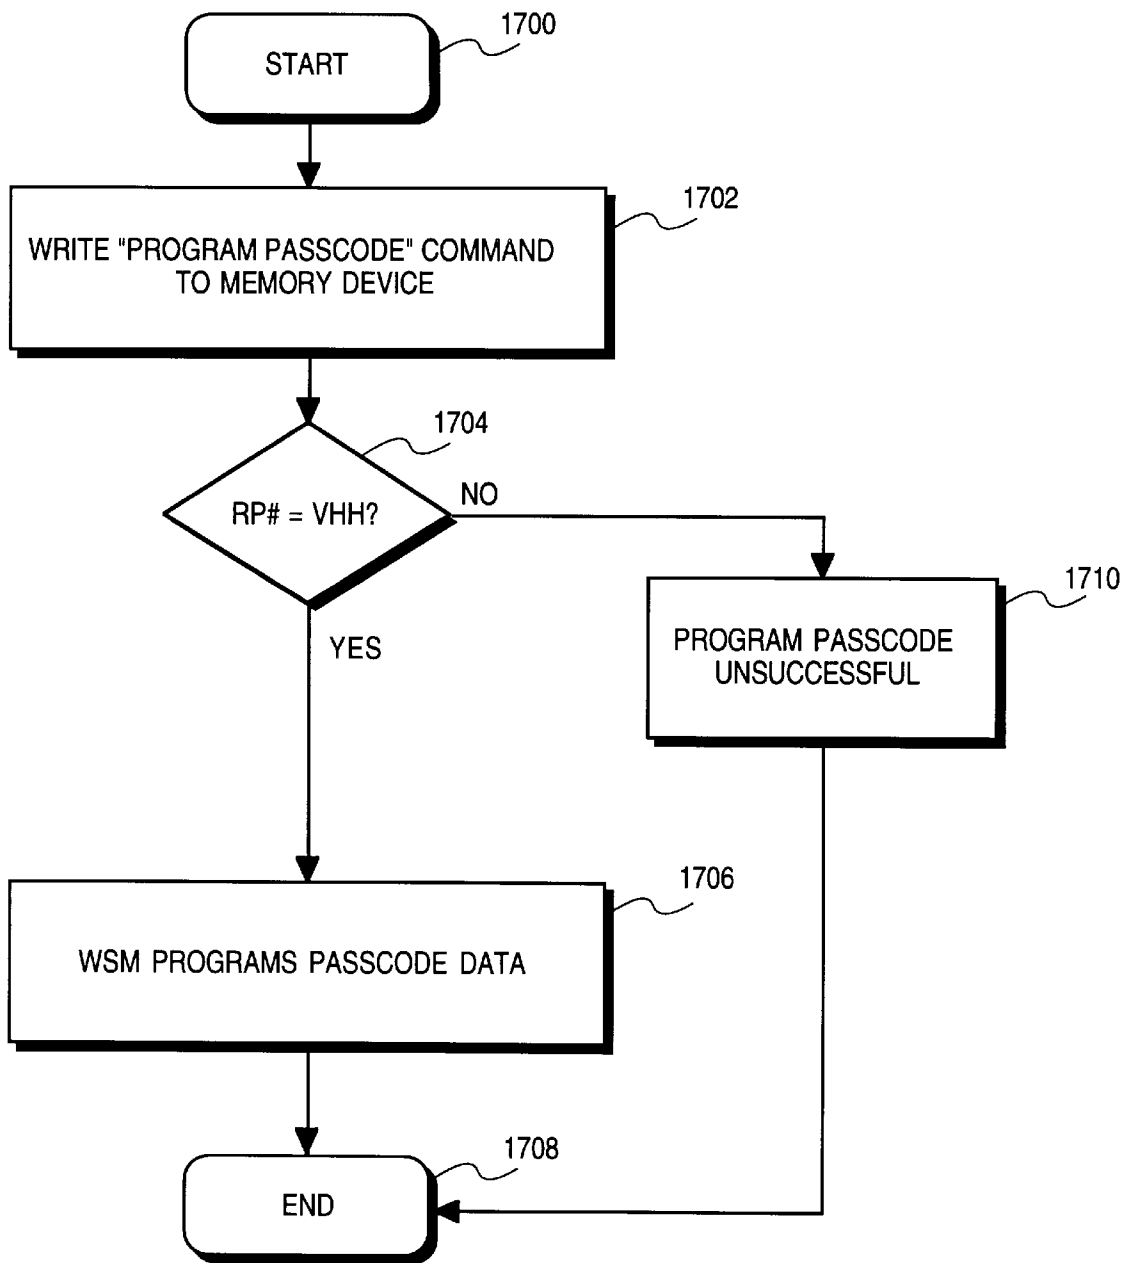 1700
START
1702
WRITE "PROGRAM PASSCODE" COMMAND
TO MEMORY DEVICE
1704
RP# = VHH?
NO
YES
1710
PROGRAM PASSCODE
UNSUCCESSFUL
1706
WSM PROGRAMS PASSCODE DATA
1708
END